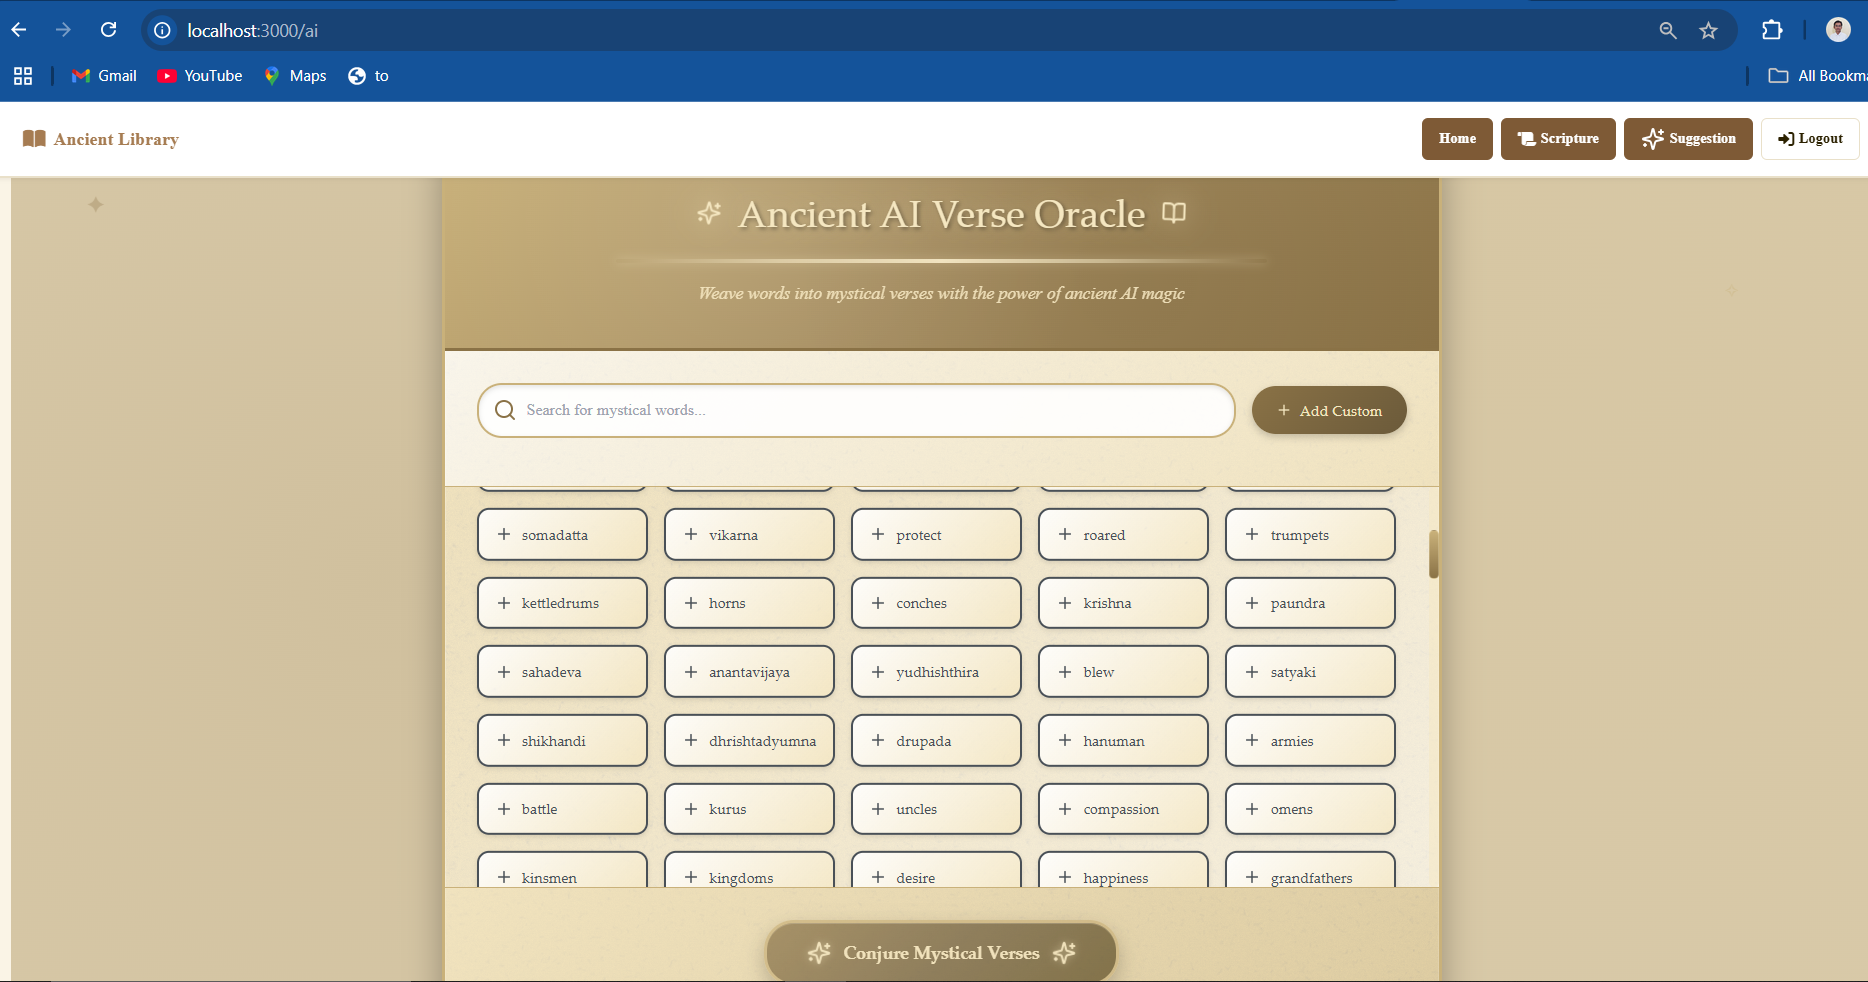 localhost:3000/ai
Gmail YouTube Maps to All Bookma
Ancient Library Home Scripture Suggestion Logout
Ancient AI Verse Oracle
Weave words into mystical verses with the power of ancient AI magic
Search for mystical words... + Add Custom
+ somadatta + vikarna + protect + roared + trumpets
+ kettledrums + horns + conches + krishna + paundra
+ sahadeva + anantavijaya + yudhishthira + blew + satyaki
+ shikhandi + dhrishtadyumna + drupada + hanuman + armies
+ battle + kurus + uncles + compassion + omens
+ kinsmen + kingdoms + desire + happiness + grandfathers
Conjure Mystical Verses